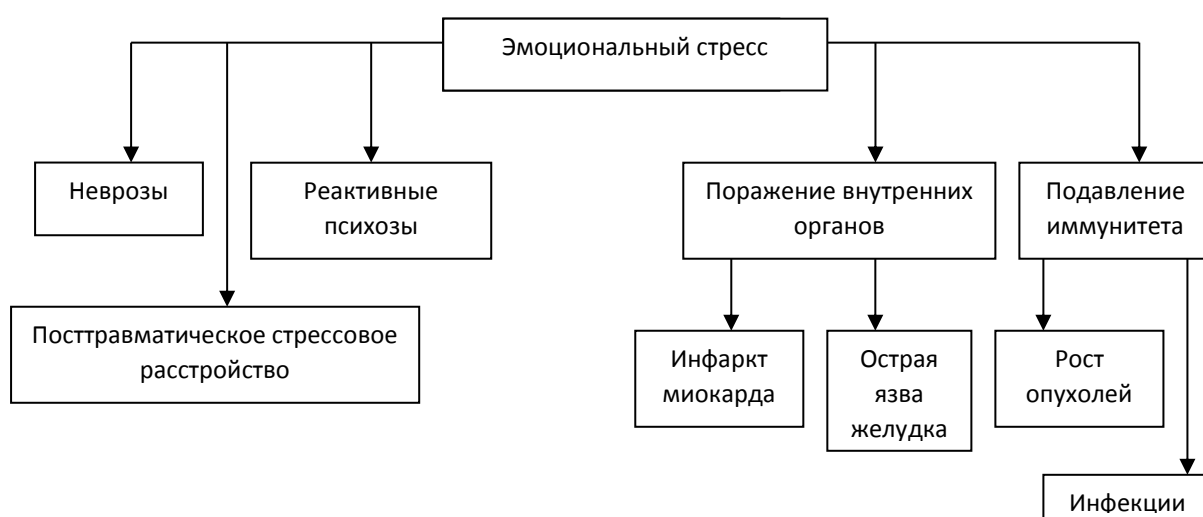 Эмоциональный стресс
Неврозы
Реактивные
психозы
Поражение внутренних
органов
Подавление
иммунитета
Посттравматическое стрессовое
расстройство
Инфаркт
миокарда
Острая
язва
желудка
Рост
опухолей
Инфекции